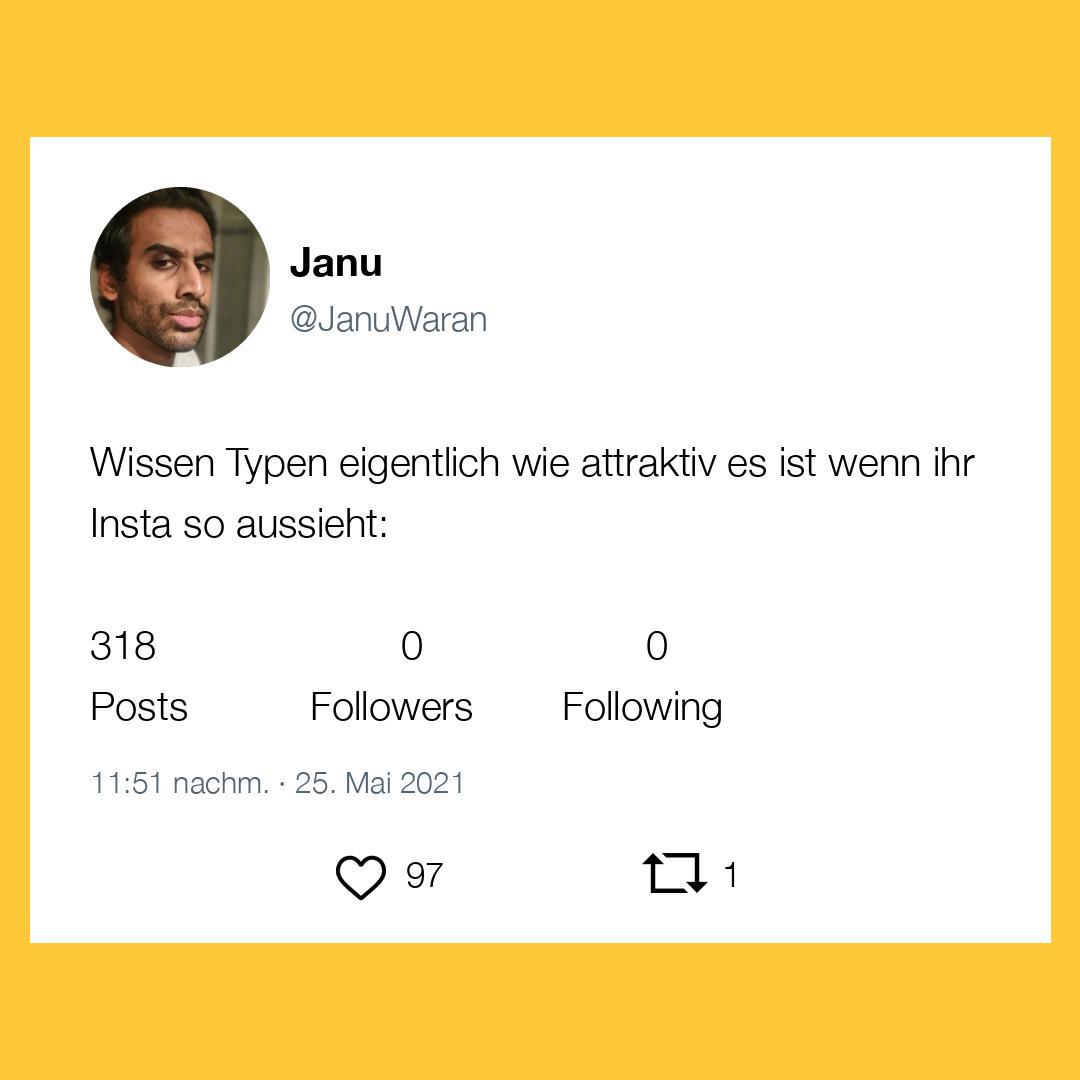 Janu
@JanuWaran
Wissen Typen eigentlich wie attraktiv es ist wenn ihr
Insta so aussieht:
318 0 0
Posts Followers Following
11:51 nachm. · 25. Mai 2021
97 1